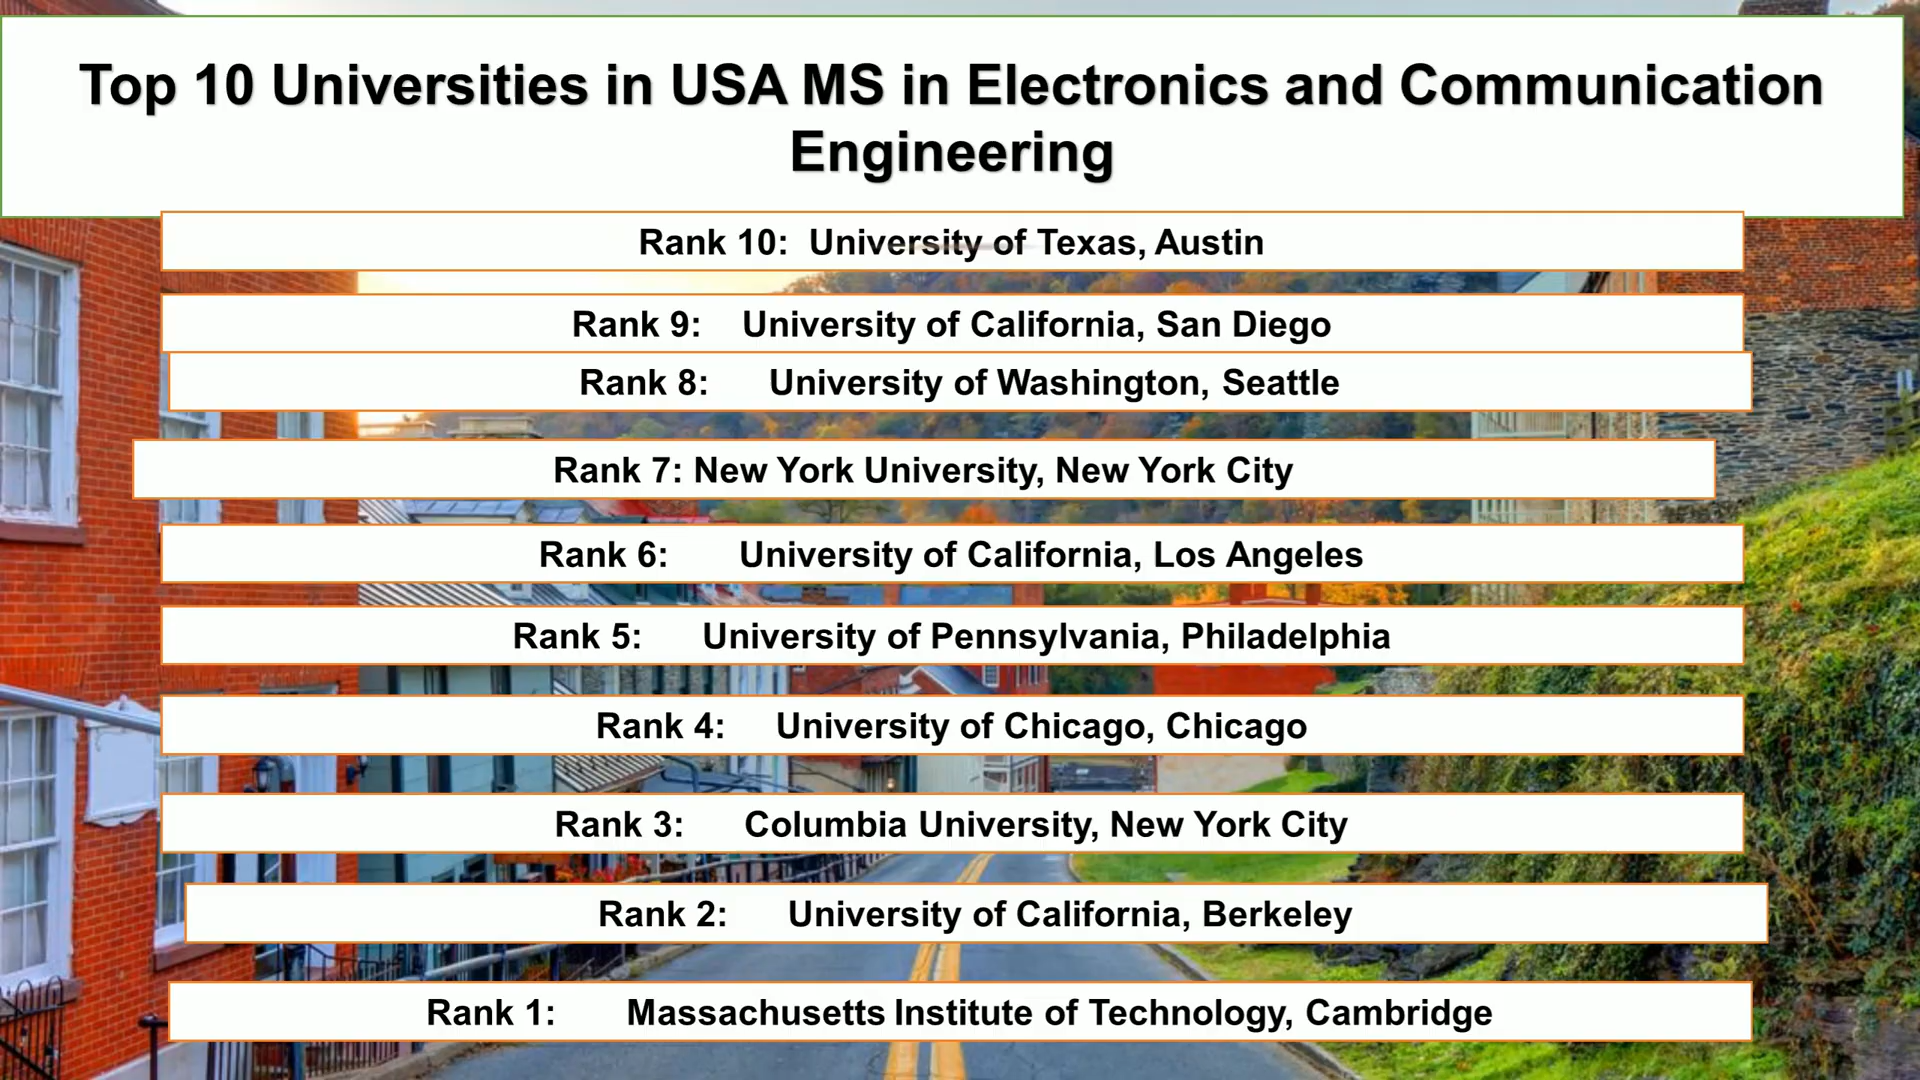 Top 10 Universities in USA MS in Electronics and Communication
Engineering
Rank 10: University of Texas, Austin
Rank 9: University of California, San Diego
Rank 8: University of Washington, Seattle
Rank 7: New York University, New York City
Rank 6: University of California, Los Angeles
Rank 5: University of Pennsylvania, Philadelphia
Rank 4: University of Chicago, Chicago
Rank 3: Columbia University, New York City
Rank 2: University of California, Berkeley
Rank 1: Massachusetts Institute of Technology, Cambridge